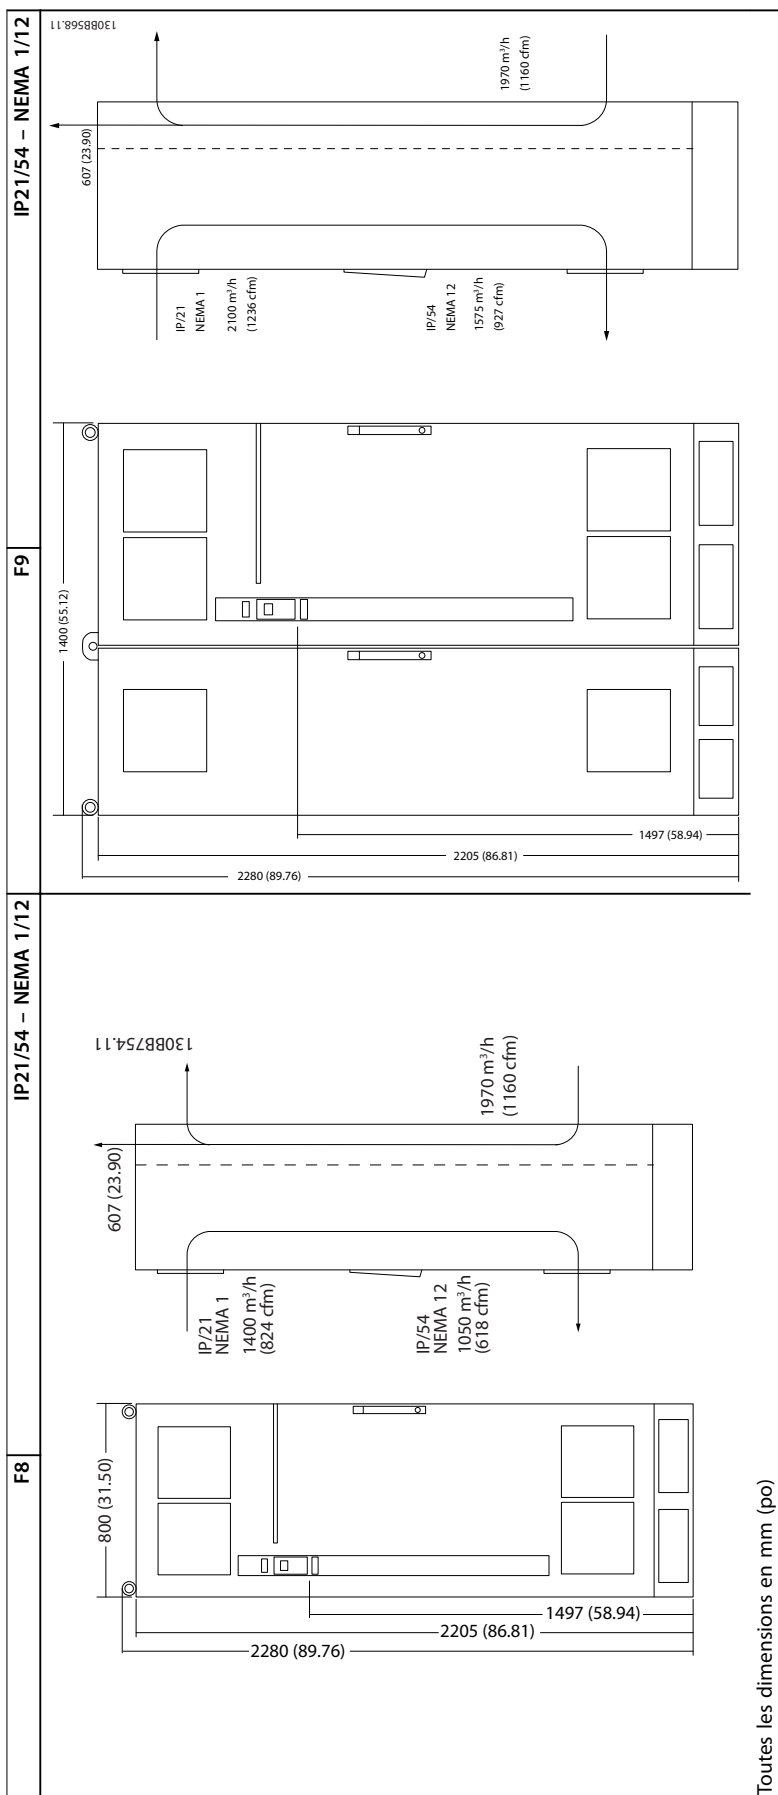 F8
IP21/54 – NEMA 1/12
F9
IP21/54 – NEMA 1/12
800 (31.50)
2280 (89.76)
2205 (86.81)
1497 (58.94)
IP/21
NEMA 1
1400 m³/h
(824 cfm)
IP/54
NEMA 12
1050 m³/h
(618 cfm)
607 (23.90)
1970 m³/h
(1160 cfm)
130BB754.11
1400 (55.12)
2280 (89.76)
2205 (86.81)
1497 (58.94)
IP/21
NEMA 1
2100 m³/h
(1236 cfm)
IP/54
NEMA 12
1575 m³/h
(927 cfm)
607 (23.90)
1970 m³/h
(1160 cfm)
130BB568.11
Toutes les dimensions en mm (po)